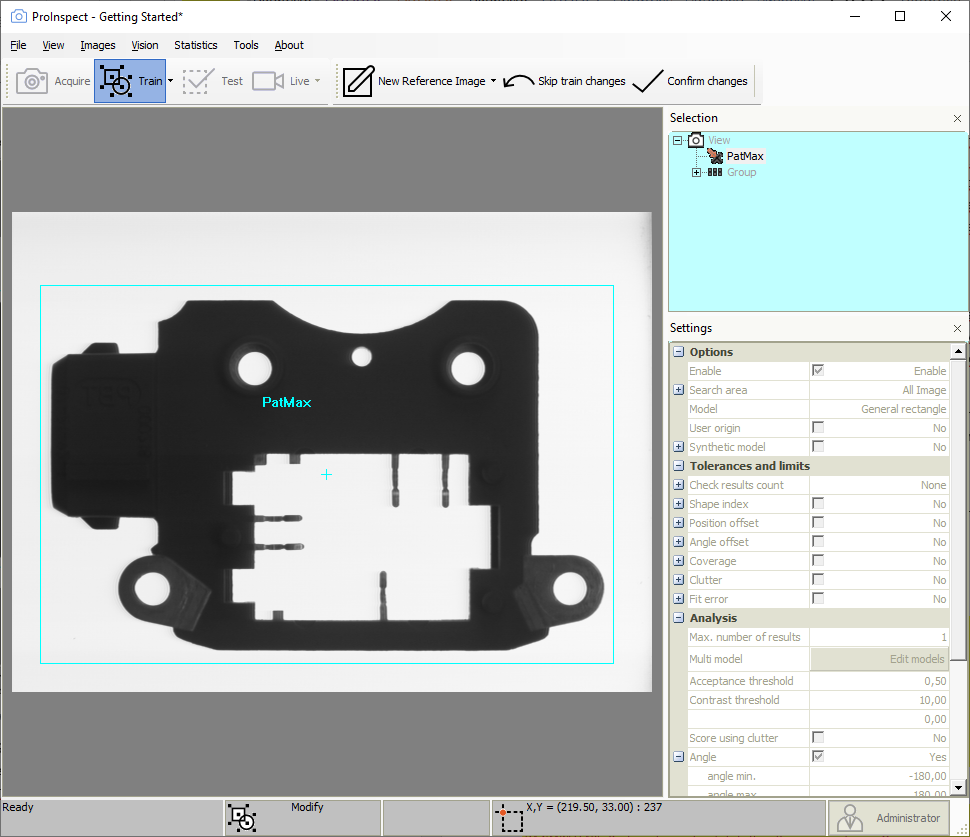 ProInspect - Getting Started*
File View Images Vision Statistics Tools About
Acquire Train Test Live New Reference Image Skip train changes Confirm changes
Selection
View
PatMax
Group
PatMax
Settings
Options
Enable Enable
Search area All Image
Model General rectangle
User origin No
Synthetic model No
Tolerances and limits
Check results count None
Shape index No
Position offset No
Angle offset No
Coverage No
Clutter No
Fit error No
Analysis
Max. number of results 1
Multi model Edit models
Acceptance threshold 0,50
Contrast threshold 10,00
0,00
Score using clutter No
Angle Yes
angle min. -180,00
angle max. 180,00
Ready Modify X,Y = (219.50, 33.00) : 237 Administrator